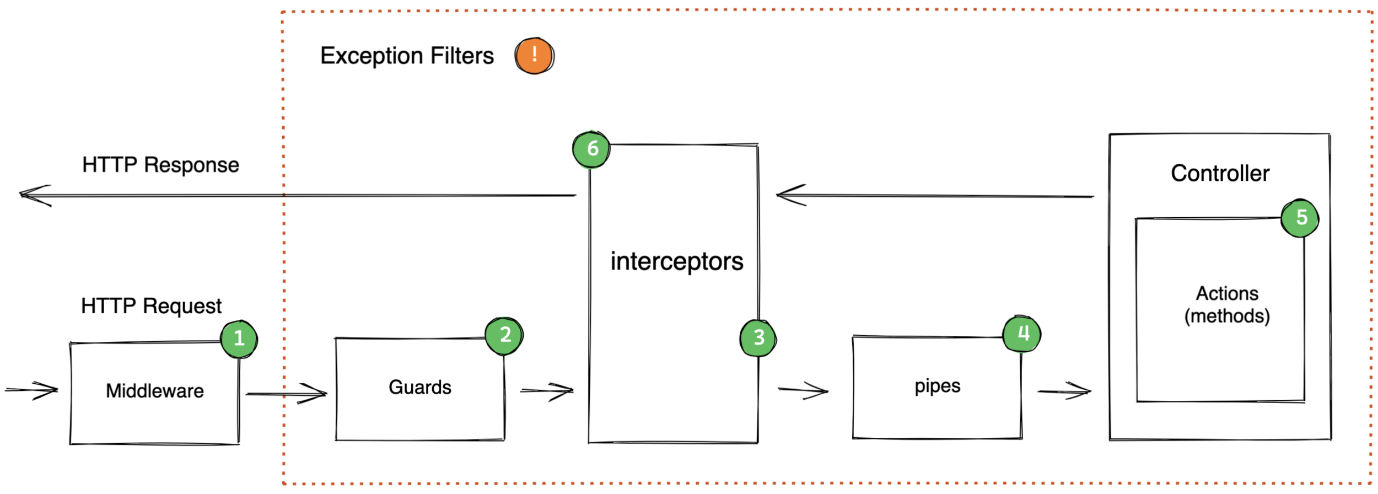 Exception Filters !
6
HTTP Response
Controller
5
interceptors
Actions
(methods)
HTTP Request
1
2
3
4
Middleware
Guards
pipes